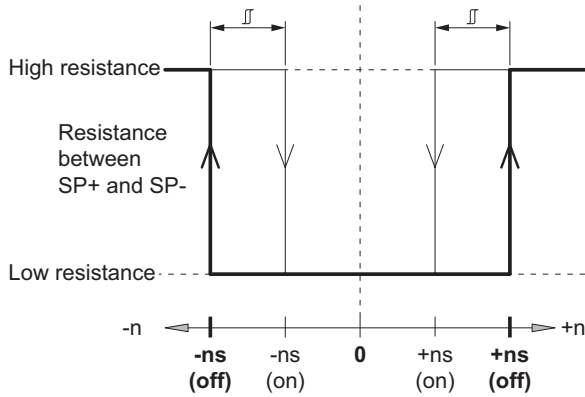 High resistance
Resistance
between
SP+ and SP-
Low resistance
-n
+n
-ns
(off)
-ns
(on)
0
+ns
(on)
+ns
(off)